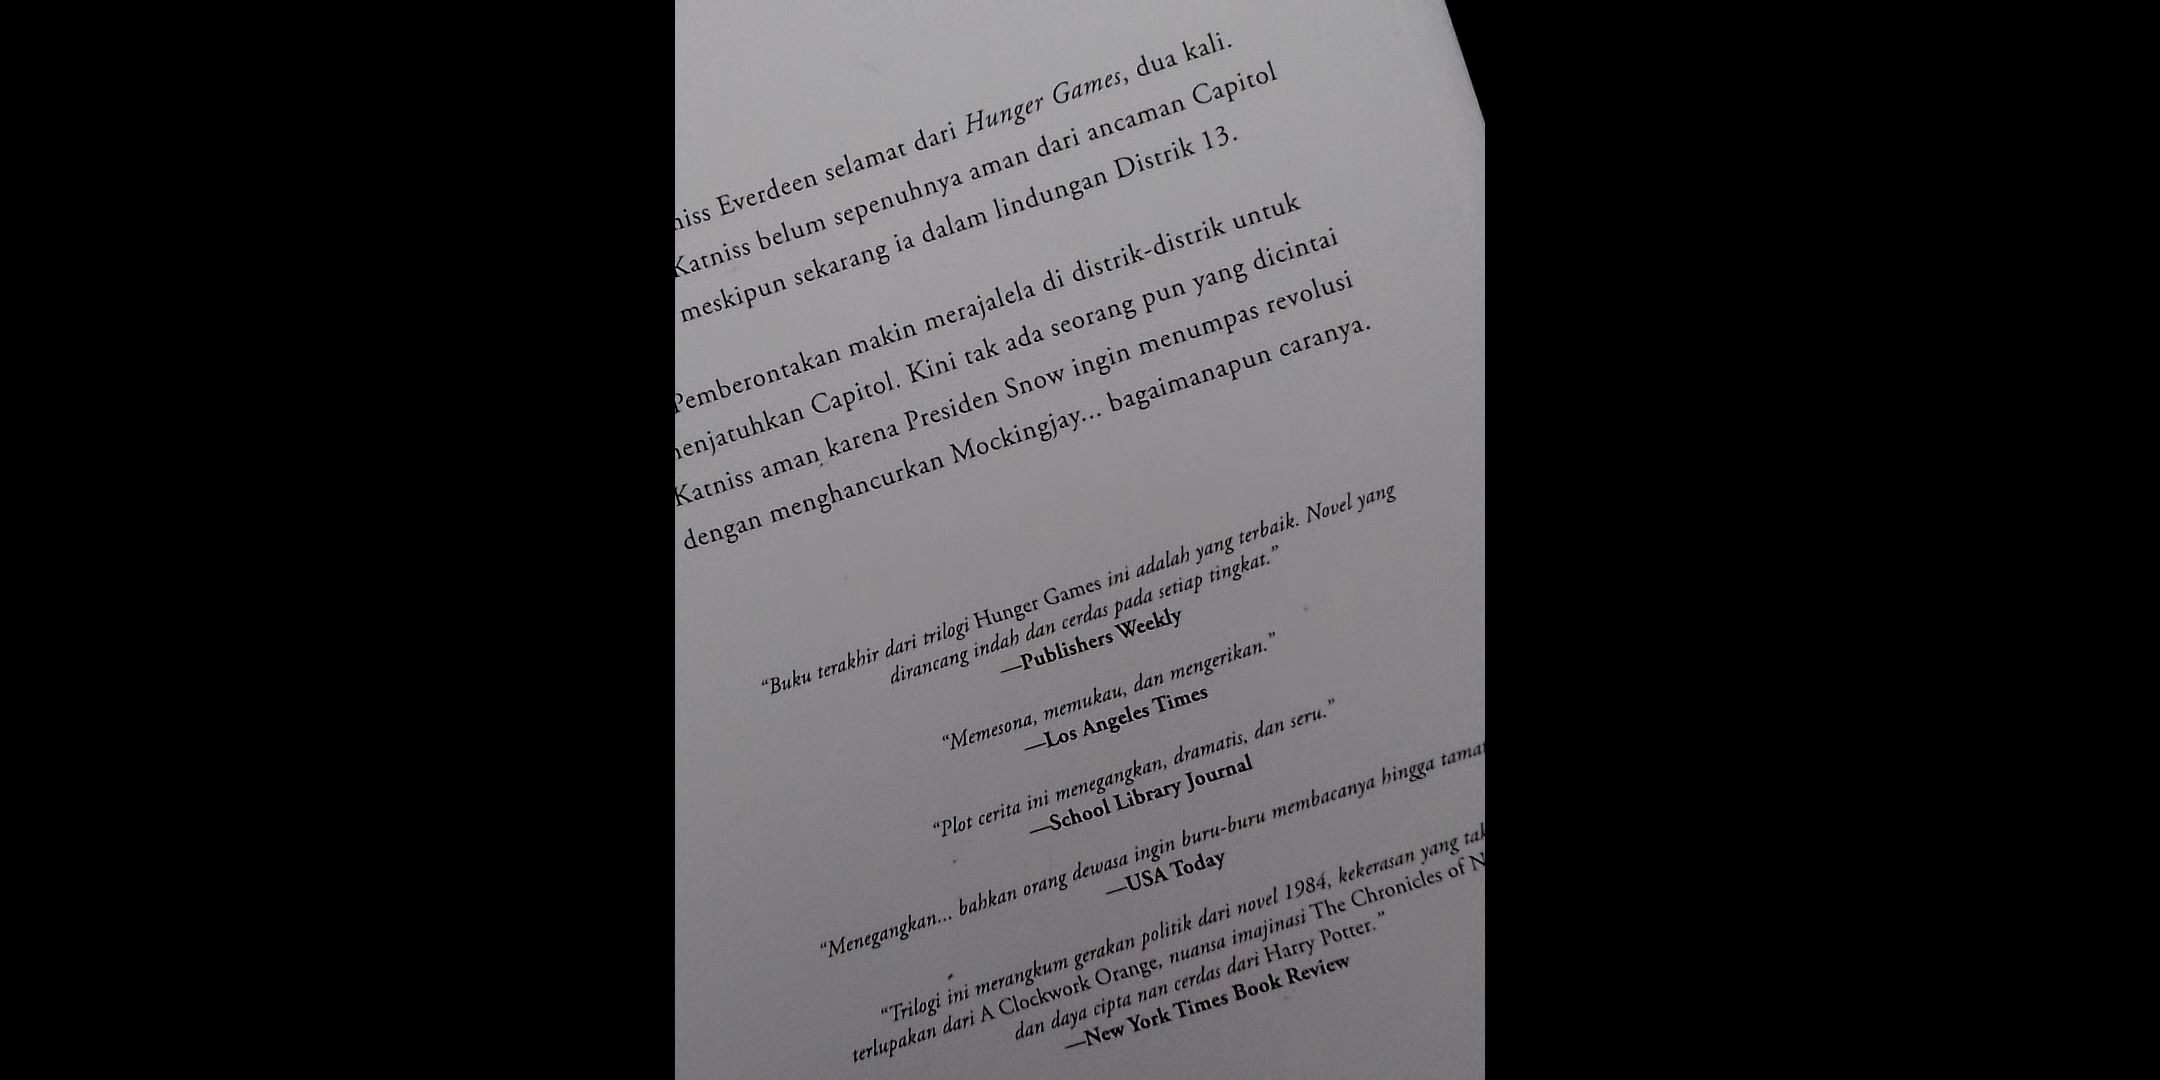 niss Everdeen selamat dari Hunger Games, dua kali.
Katniss belum sepenuhnya aman dari ancaman Capitol
meskipun sekarang ia dalam lindungan Distrik 13.
Pemberontakan makin merajalela di distrik-distrik untuk
menjatuhkan Capitol. Kini tak ada seorang pun yang dicintai
Katniss aman karena Presiden Snow ingin menumpas revolusi
dengan menghancurkan Mockingjay... bagaimanapun caranya.
“Buku terakhir dari trilogi Hunger Games ini adalah yang terbaik. Novel yang
dirancang indah dan cerdas pada setiap tingkat.”
—Publishers Weekly
“Memesona, memukau, dan mengerikan.”
—Los Angeles Times
“Plot cerita ini menegangkan, dramatis, dan seru.”
—School Library Journal
“Menegangkan... bahkan orang dewasa ingin buru-buru membacanya hingga tamat
—USA Today
“Trilogi ini merangkum gerakan politik dari novel 1984, kekerasan yang tak
terlupakan dari A Clockwork Orange, nuansa imajinasi The Chronicles of N
dan daya cipta nan cerdas dari Harry Potter.”
—New York Times Book Review